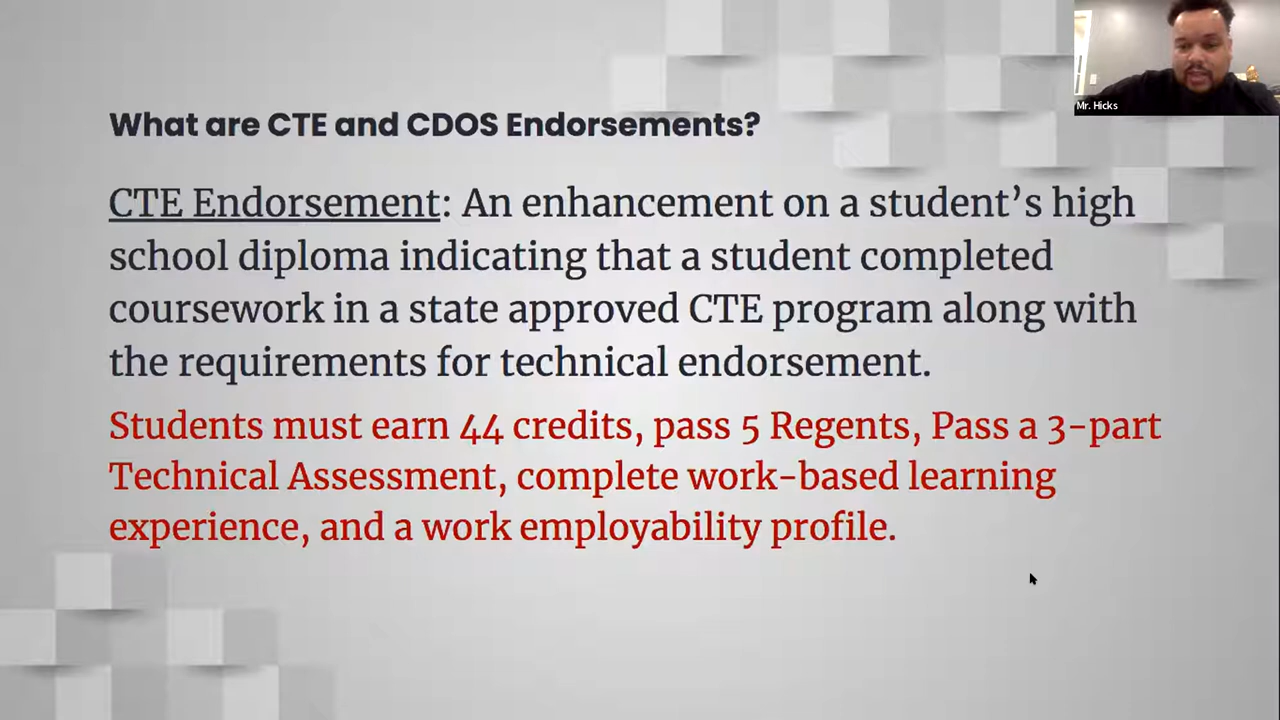 Mr. Hicks
What are CTE and CDOS Endorsements?
CTE Endorsement: An enhancement on a student’s high
school diploma indicating that a student completed
coursework in a state approved CTE program along with
the requirements for technical endorsement.
Students must earn 44 credits, pass 5 Regents, Pass a 3-part
Technical Assessment, complete work-based learning
experience, and a work employability profile.